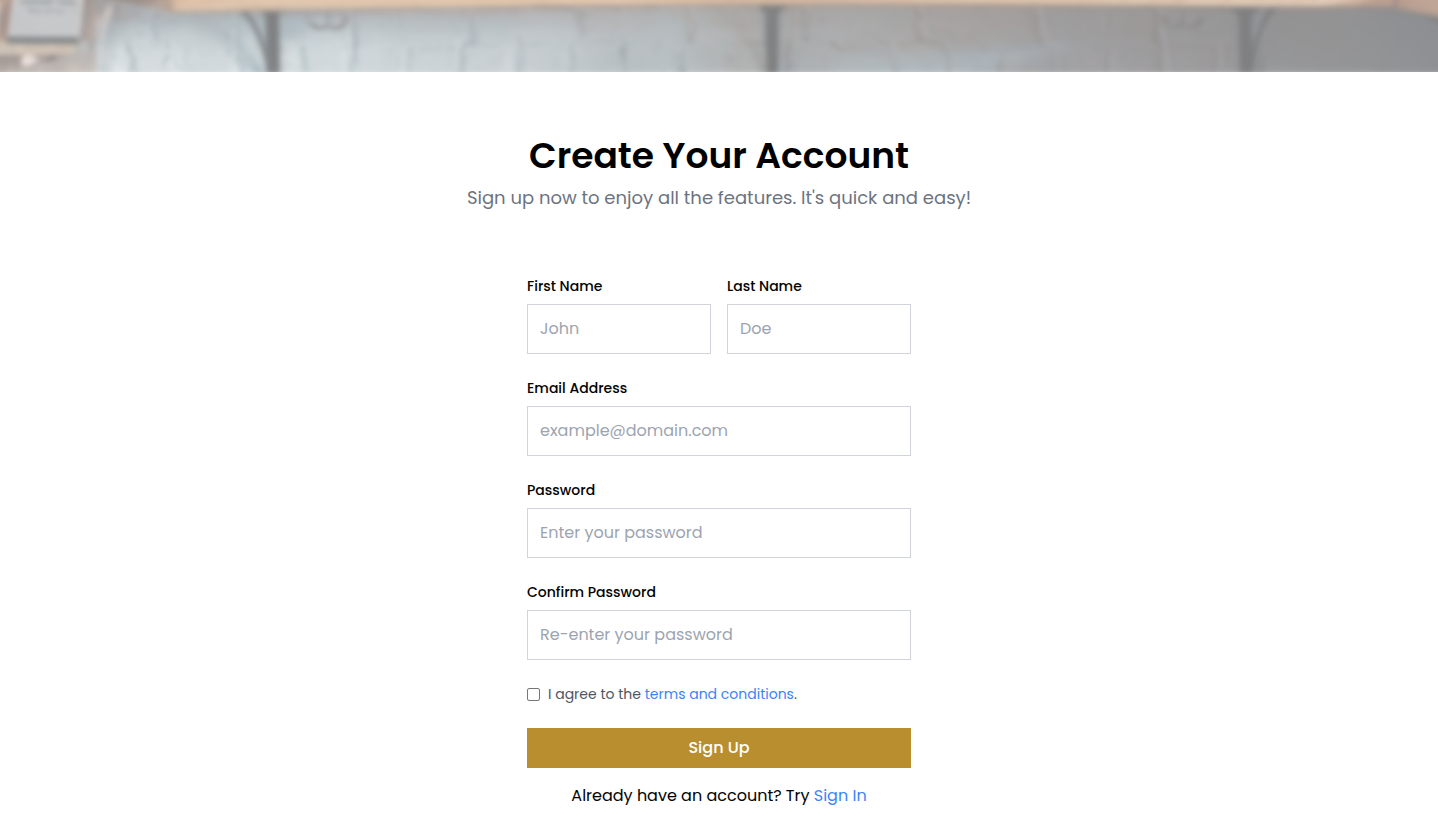 Create Your Account
Sign up now to enjoy all the features. It's quick and easy!
First Name Last Name
John Doe
Email Address
example@domain.com
Password
Enter your password
Confirm Password
Re-enter your password
I agree to the terms and conditions.
Sign Up
Already have an account? Try Sign In